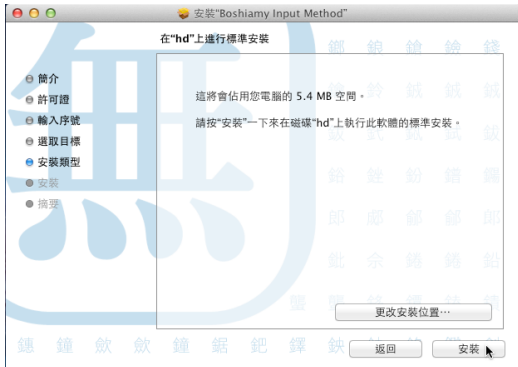 安裝“Boshiamy Input Method”
在“hd”上進行標準安裝
簡介
許可證
輸入序號
選取目標
安裝類型
安裝
摘要
這將會佔用您電腦的 5.4 MB 空間。
請按“安裝”一下來在磁碟“hd”上執行此軟體的標準安裝。
更改安裝位置⋯
返回
安裝
無